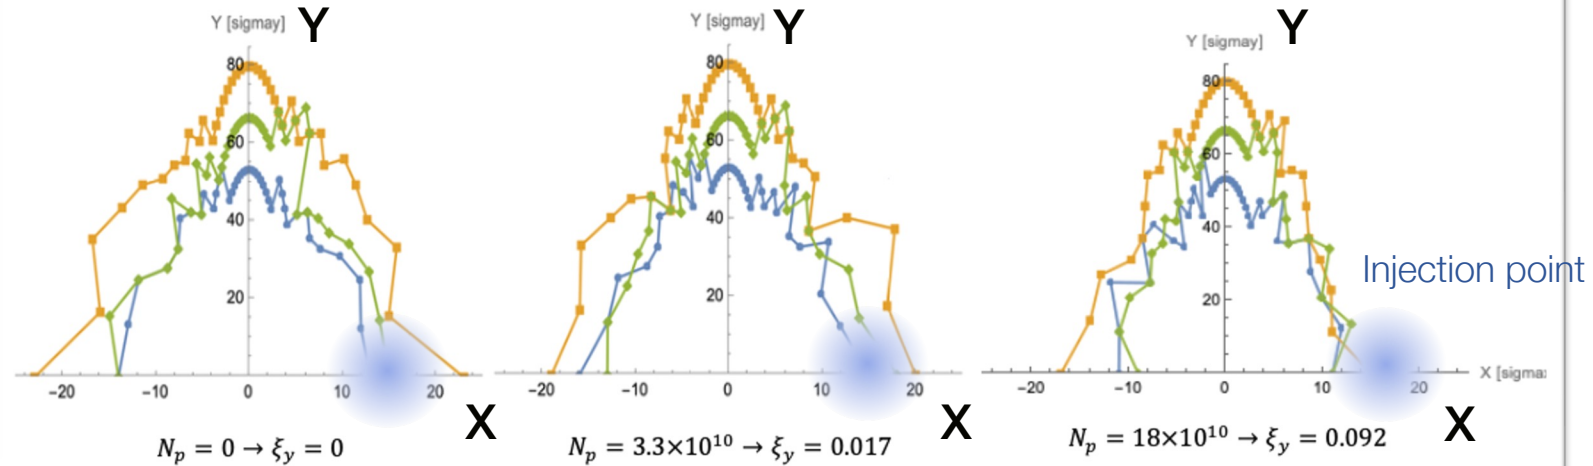 Y [sigmay] Y
80
60
40
20
−20 −10 0 10 20
X
N_p = 0 → ξ_y = 0
Y [sigmay] Y
80
60
40
20
−20 −10 0 10 20
X
N_p = 3.3×10^10 → ξ_y = 0.017
Y [sigmay] Y
80
60
40
20
−20 −10 0 10 20
X [sigma
Injection point
X
N_p = 18×10^10 → ξ_y = 0.092